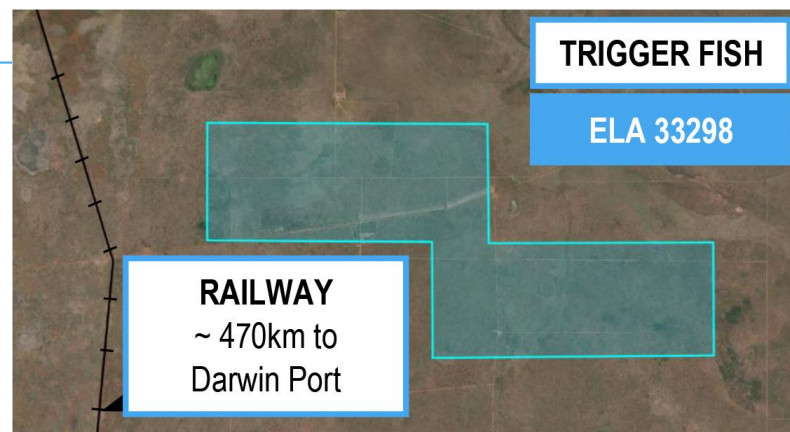 TRIGGER FISH
ELA 33298
RAILWAY
~ 470km to
Darwin Port